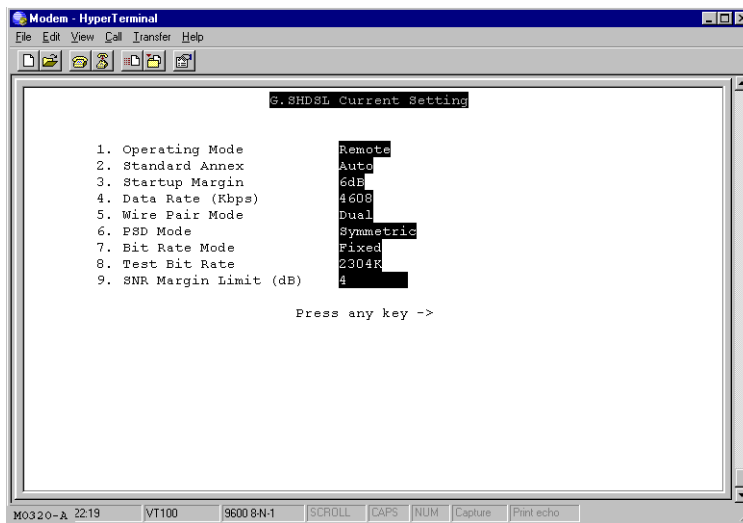 Modem - HyperTerminal
File Edit View Call Transfer Help
G.SHDSL Current Setting
1. Operating Mode Remote
2. Standard Annex Auto
3. Startup Margin 6dB
4. Data Rate (Kbps) 4608
5. Wire Pair Mode Dual
6. PSD Mode Symmetric
7. Bit Rate Mode Fixed
8. Test Bit Rate 2304K
9. SNR Margin Limit (dB) 4
Press any key ->
M0320-A 22:19 VT100 9600 8-N-1 SCROLL CAPS NUM Capture Print echo